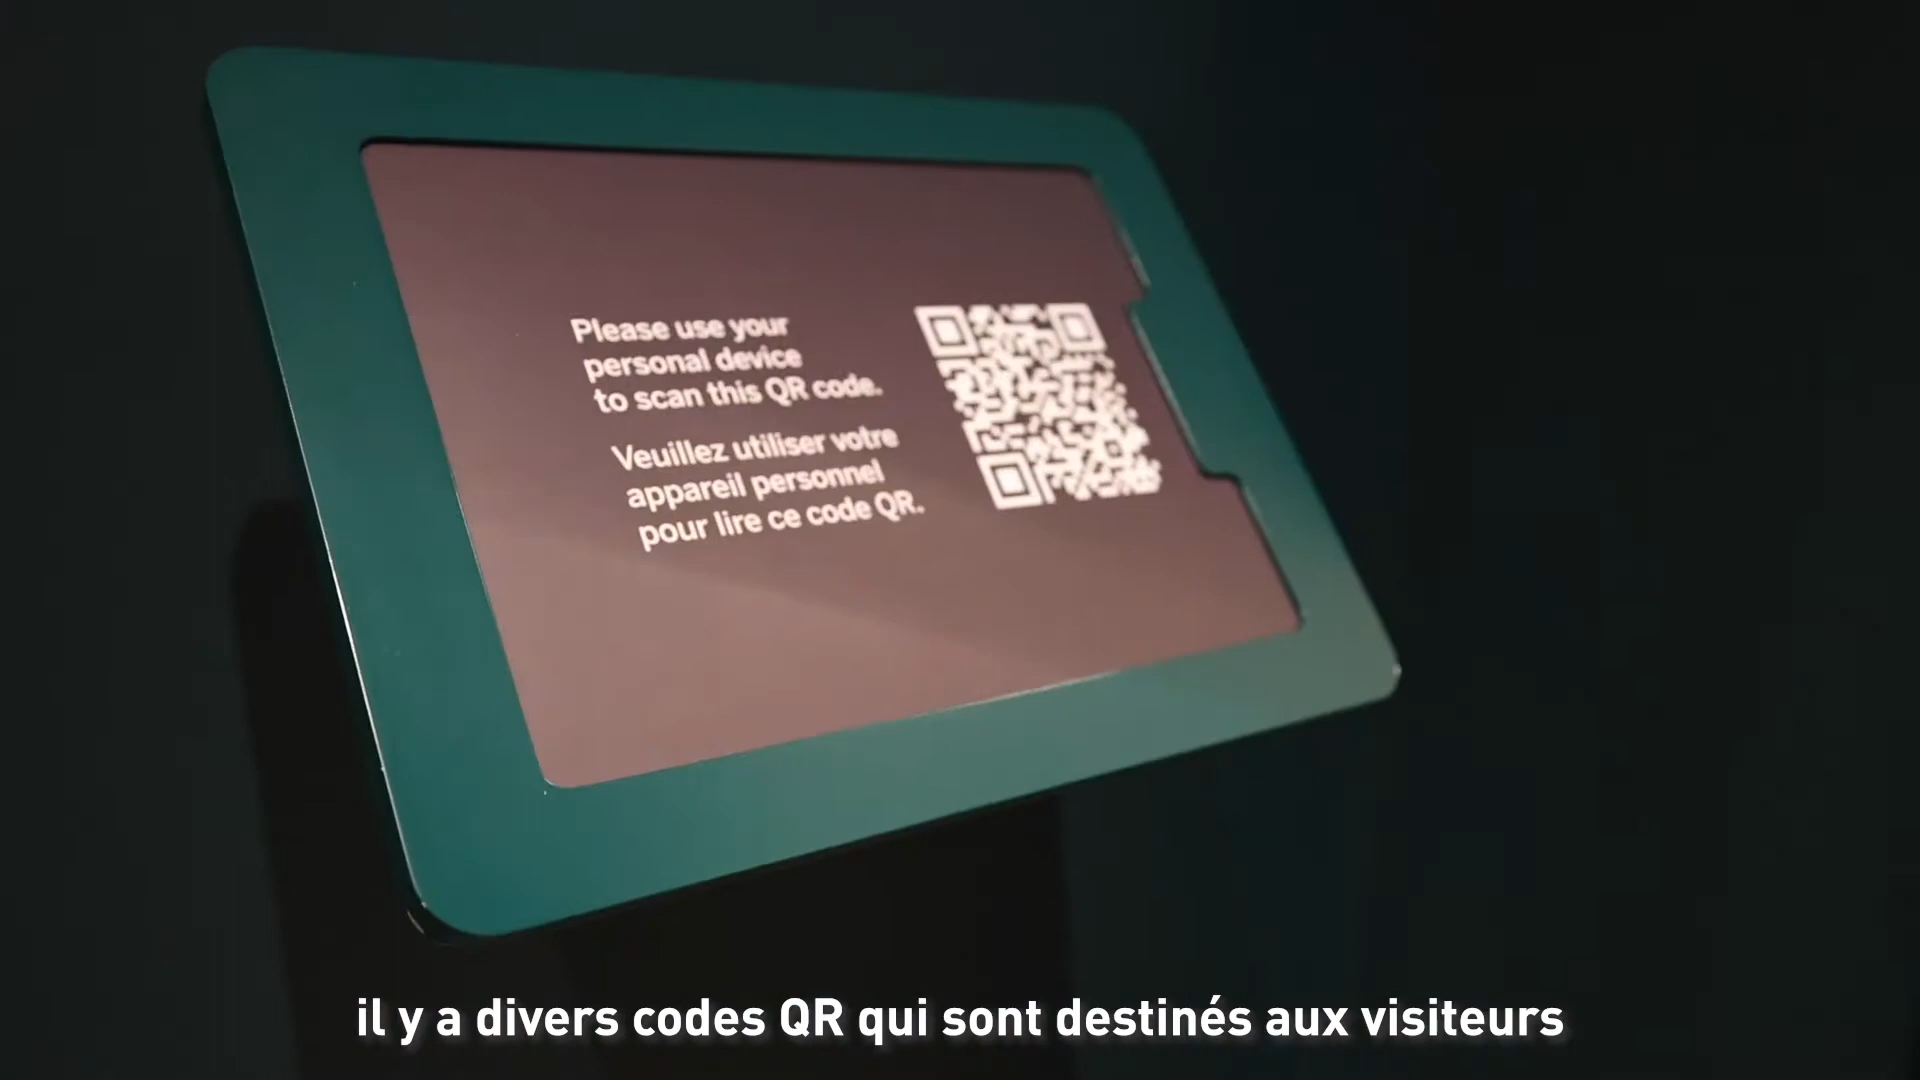 Please use your
personal device
to scan this QR code.
Veuillez utiliser votre
appareil personnel
pour lire ce code QR.
il y a divers codes QR qui sont destinés aux visiteurs